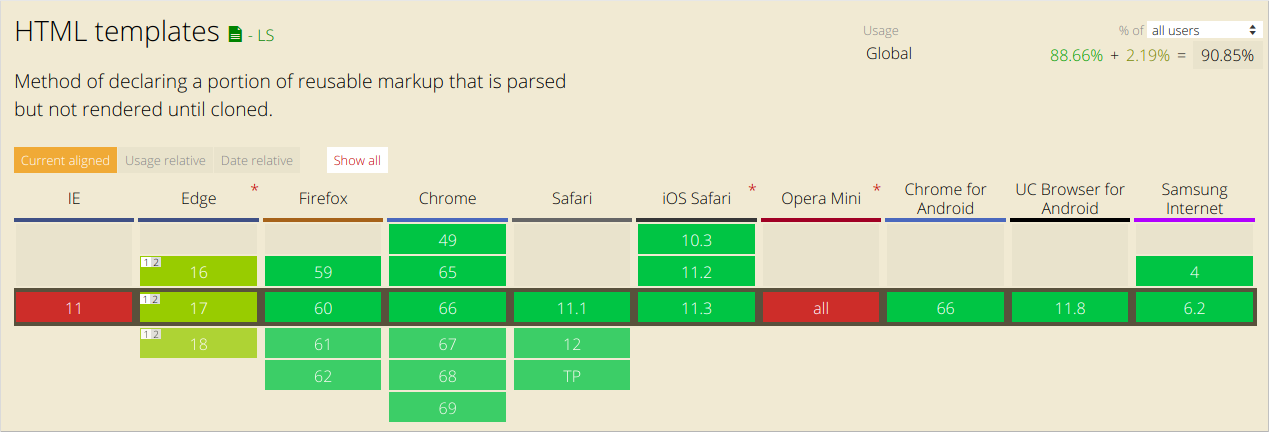 HTML templates - LS
Usage % of all users
Global 88.66% + 2.19% = 90.85%
Method of declaring a portion of reusable markup that is parsed
but not rendered until cloned.
Current aligned Usage relative Date relative Show all
IE Edge * Firefox Chrome Safari iOS Safari * Opera Mini * Chrome for Android UC Browser for Android Samsung Internet
49 10.3
1 2 16 59 65 11.2 4
11 1 2 17 60 66 11.1 11.3 all 66 11.8 6.2
1 2 18 61 67 12
62 68 TP
69